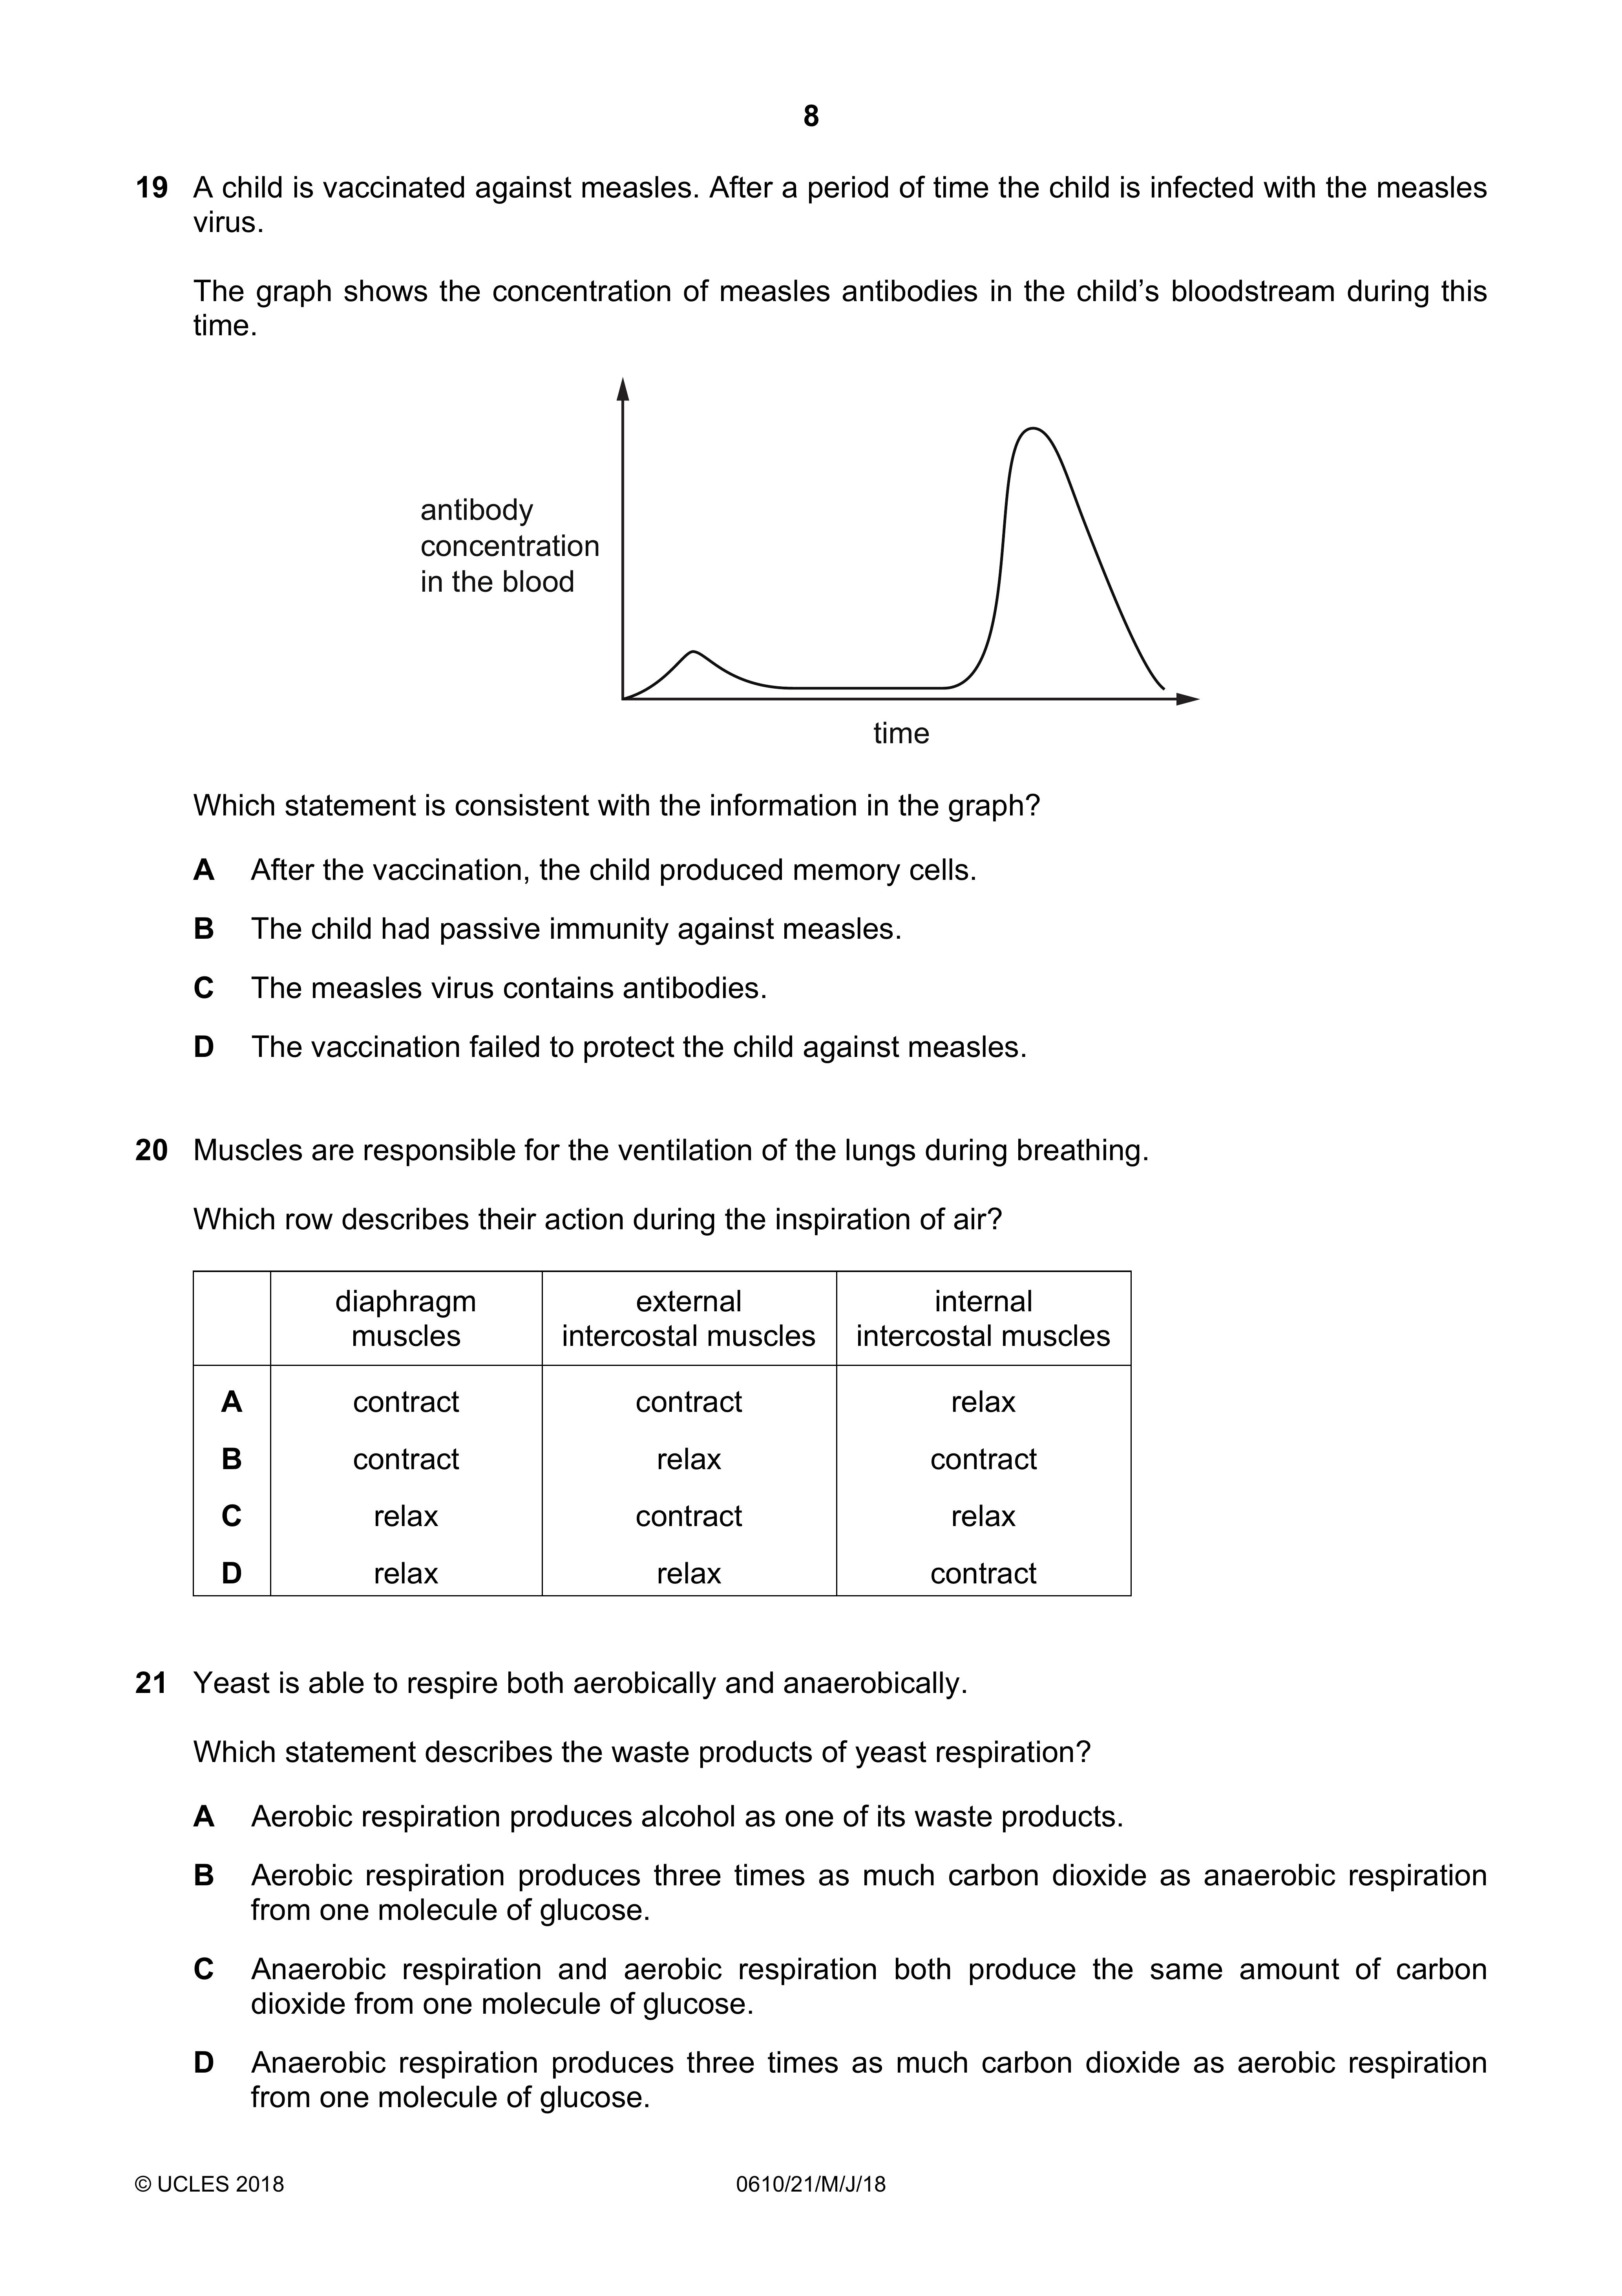 8
19 A child is vaccinated against measles. After a period of time the child is infected with the measles
virus.
The graph shows the concentration of measles antibodies in the child’s bloodstream during this
time.
antibody
concentration
in the blood
time
Which statement is consistent with the information in the graph?
A After the vaccination, the child produced memory cells.
B The child had passive immunity against measles.
C The measles virus contains antibodies.
D The vaccination failed to protect the child against measles.
20 Muscles are responsible for the ventilation of the lungs during breathing.
Which row describes their action during the inspiration of air?
diaphragm external internal
muscles intercostal muscles intercostal muscles
A contract contract relax
B contract relax contract
C relax contract relax
D relax relax contract
21 Yeast is able to respire both aerobically and anaerobically.
Which statement describes the waste products of yeast respiration?
A Aerobic respiration produces alcohol as one of its waste products.
B Aerobic respiration produces three times as much carbon dioxide as anaerobic respiration
from one molecule of glucose.
C Anaerobic respiration and aerobic respiration both produce the same amount of carbon
dioxide from one molecule of glucose.
D Anaerobic respiration produces three times as much carbon dioxide as aerobic respiration
from one molecule of glucose.
© UCLES 2018 0610/21/M/J/18